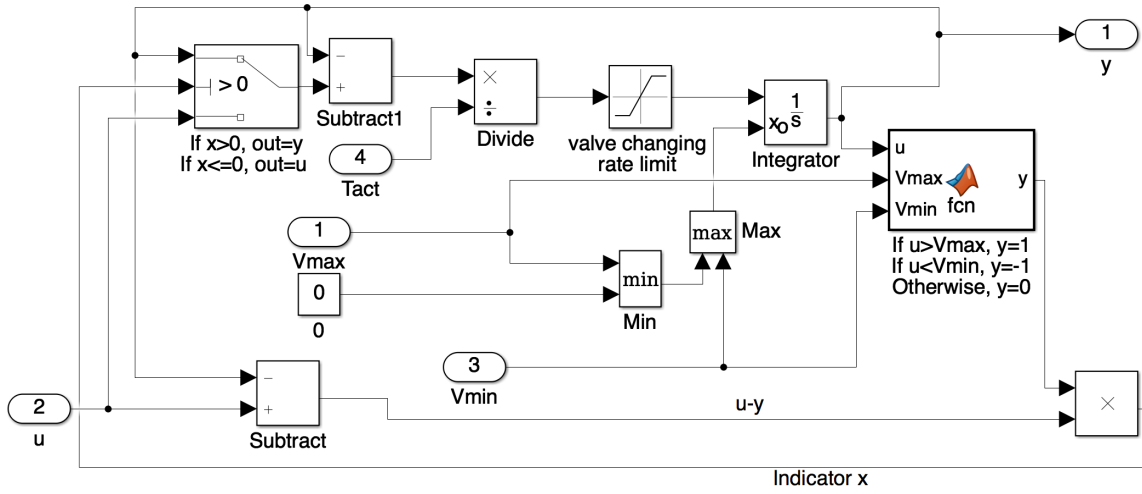 1
y
−
+
> 0
If x>0, out=y
If x<=0, out=u
Subtract1
×
÷
Divide
4
Tact
valve changing
rate limit
1
s
xo
Integrator
u
Vmax
Vmin
fcn
y
If u>Vmax, y=1
If u<Vmin, y=-1
Otherwise, y=0
1
Vmax
max
Max
0
0
min
Min
3
Vmin
2
u
−
+
Subtract
u-y
×
Indicator x